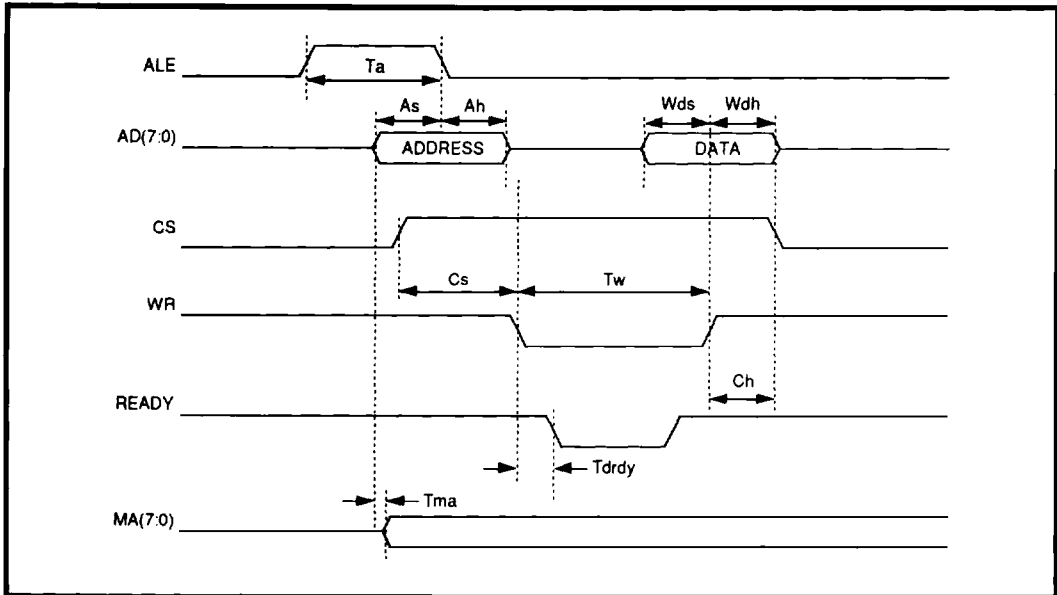 ALE
Ta
As Ah Wds Wdh
AD(7:0) ADDRESS DATA
CS
Cs Tw
WR
Ch
READY
Tdrdy
Tma
MA(7:0)